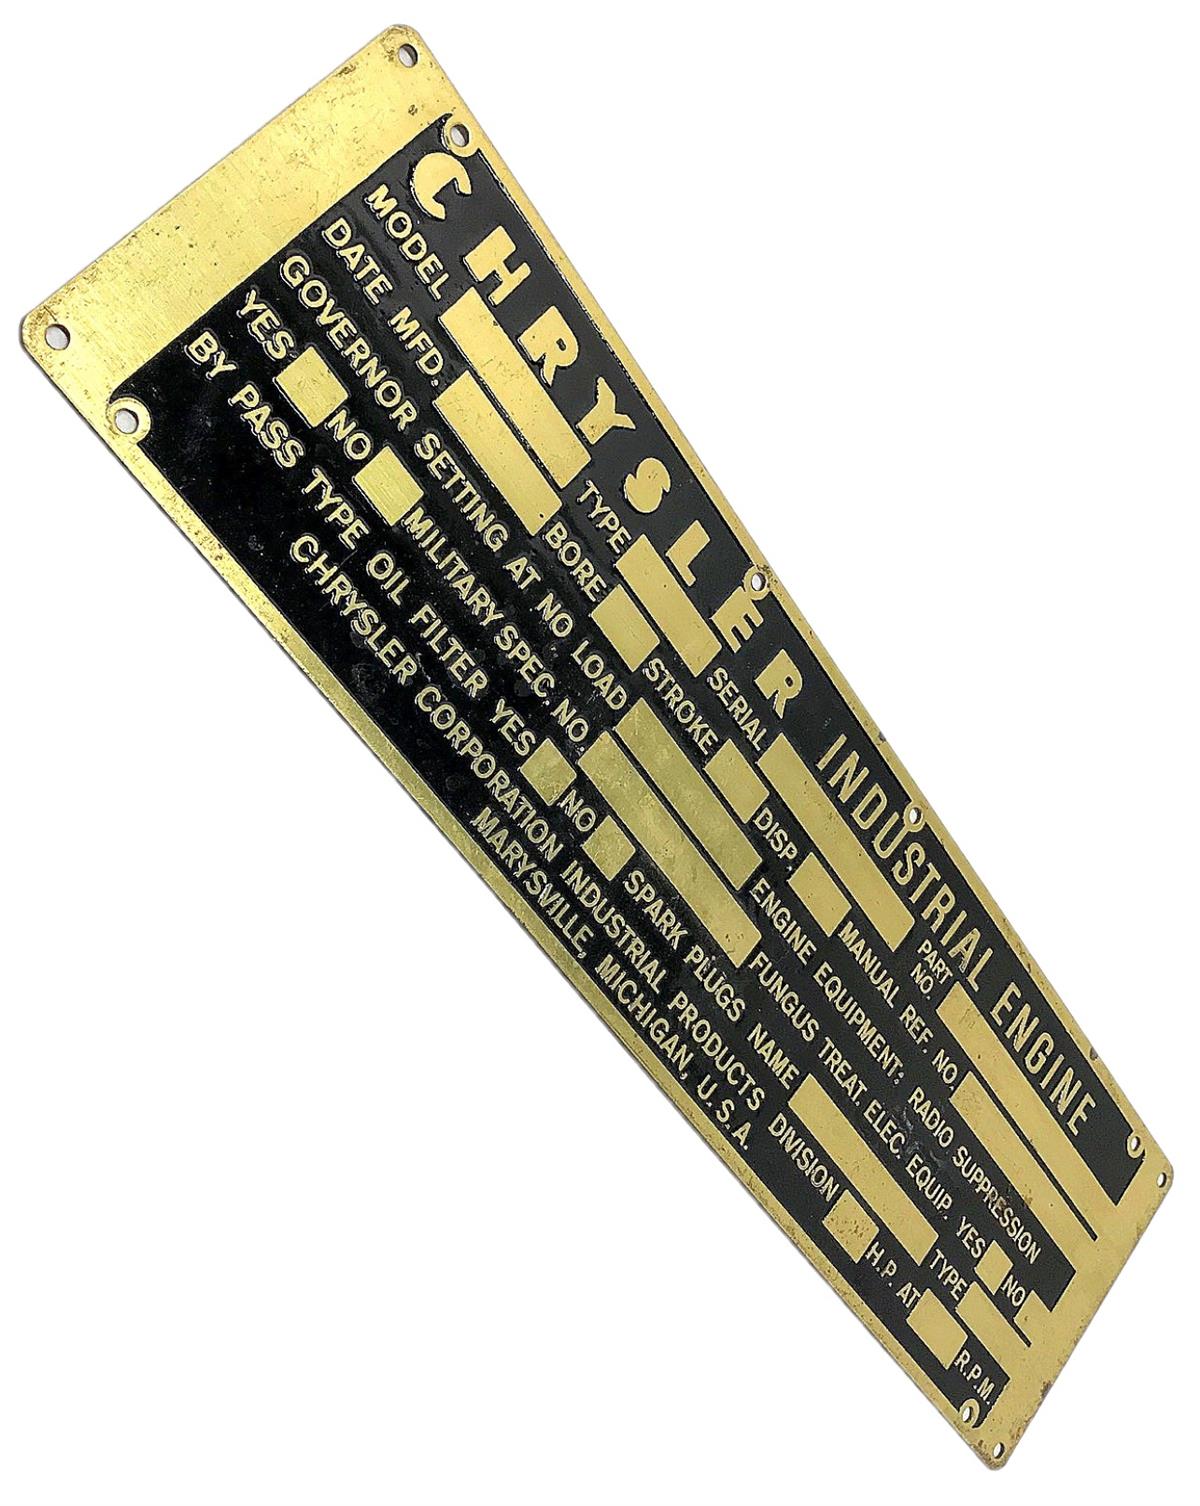 CHRYSLER INDUSTRIAL ENGINE
MODEL TYPE SERIAL PART NO.
DATE MFD. BORE STROKE DISP. MANUAL REF. NO.
GOVERNOR SETTING AT NO LOAD ENGINE EQUIPMENT: RADIO SUPPRESSION
YES NO MILITARY SPEC. NO. FUNGUS TREAT. ELEC. EQUIP. YES NO
BY PASS TYPE OIL FILTER YES NO SPARK PLUGS NAME TYPE
CHRYSLER CORPORATION INDUSTRIAL PRODUCTS DIVISION H.P. AT R.P.M.
MARYSVILLE, MICHIGAN, U.S.A.